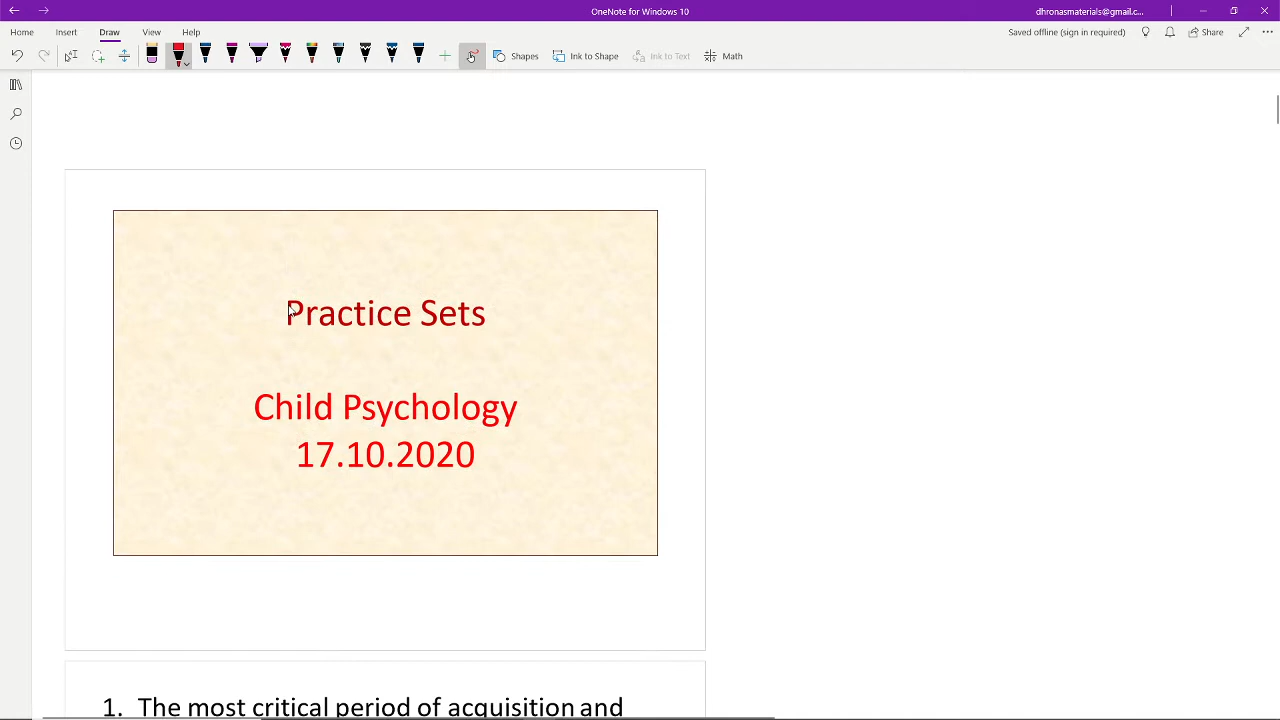 OneNote for Windows 10
dhronasmaterials@gmail.c...
Home Insert Draw View Help
Saved offline (sign in required)
Share
Shapes
Ink to Shape
Ink to Text
Math
Practice Sets
Child Psychology
17.10.2020
1. The most critical period of acquisition and